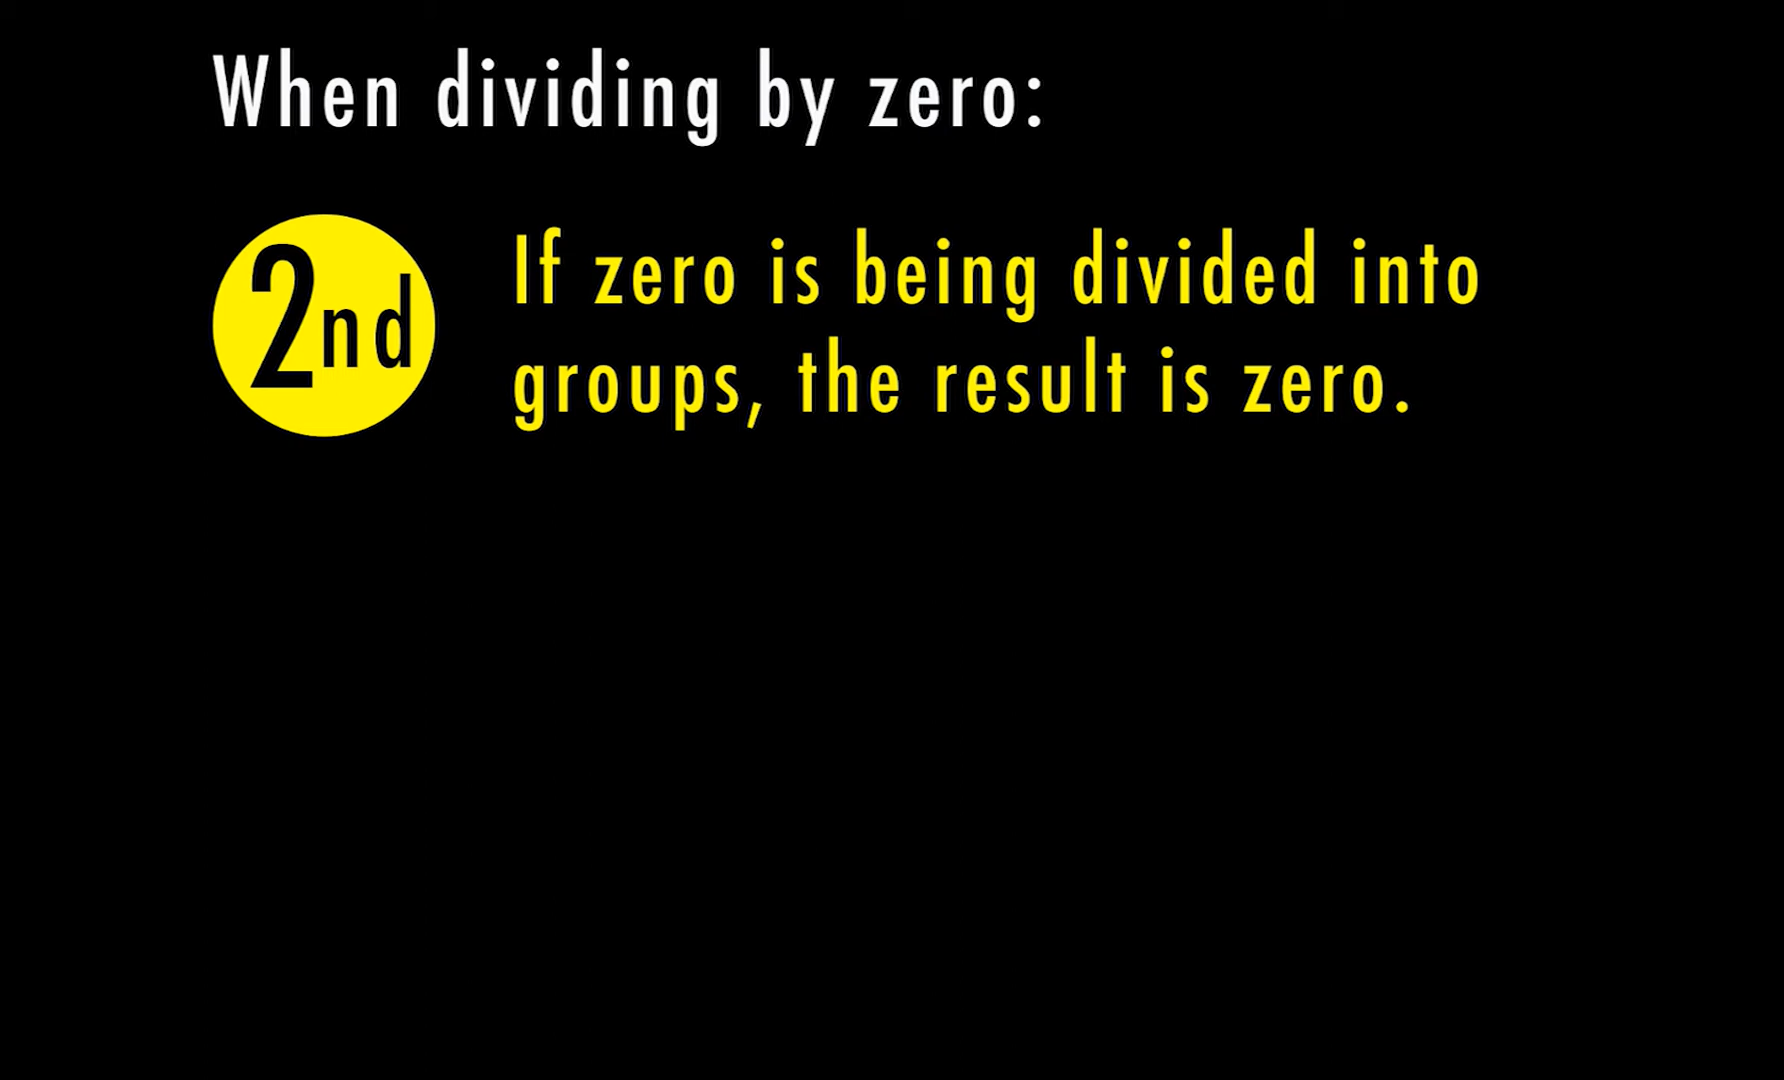 When dividing by zero:
2nd
If zero is being divided into
groups, the result is zero.